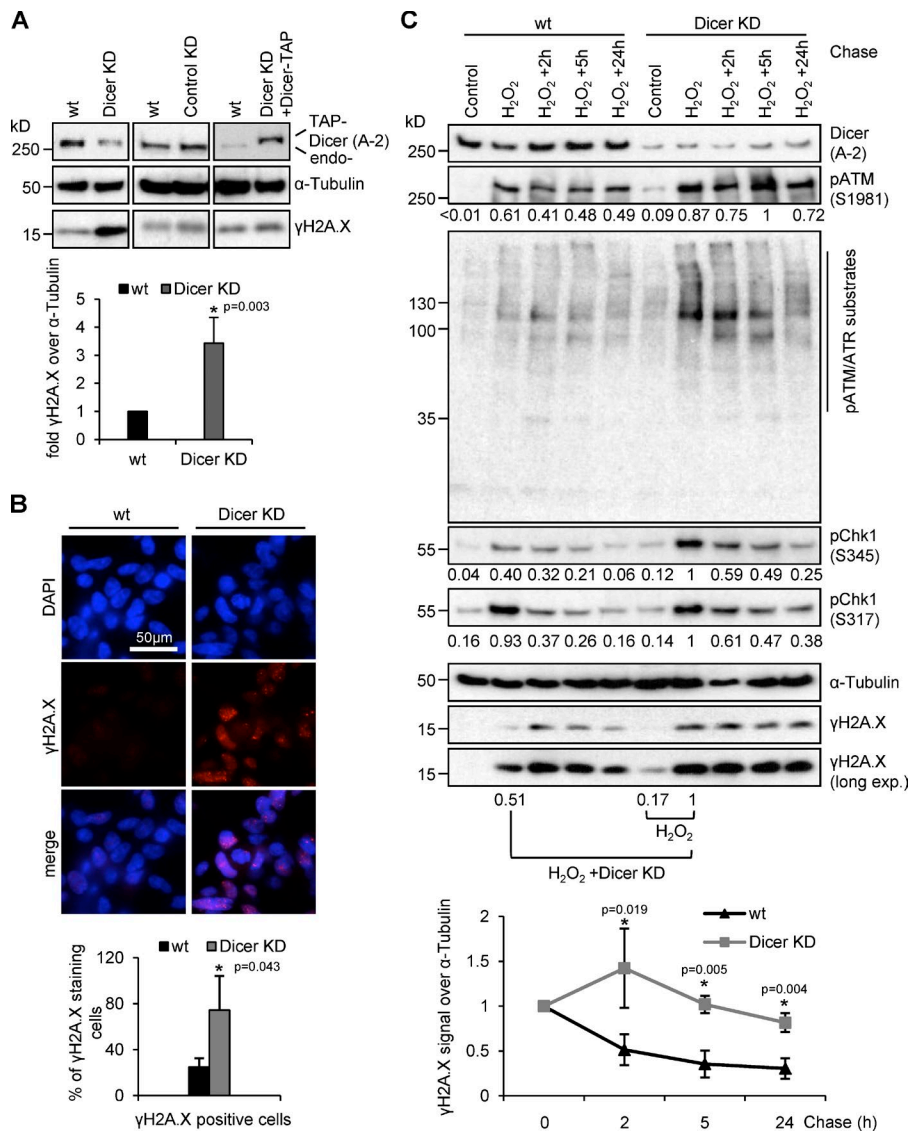 A
wt
Dicer KD
wt
Control KD
wt
Dicer KD
+Dicer-TAP
kD
250
TAP-
Dicer (A-2)
endo-
50
α-Tubulin
15
γH2A.X
wt
Dicer KD
fold γH2A.X over α-Tubulin
5
4
3
2
1
0
* p=0.003
wt
Dicer KD
B
wt
Dicer KD
DAPI
50μm
γH2A.X
merge
wt
Dicer KD
% of γH2A.X staining
cells
120
80
40
0
* p=0.043
γH2A.X positive cells
C
wt
Dicer KD
Chase
Control
H₂O₂
H₂O₂ +2h
H₂O₂ +5h
H₂O₂ +24h
Control
H₂O₂
H₂O₂ +2h
H₂O₂ +5h
H₂O₂ +24h
kD
250
Dicer
(A-2)
250
pATM
(S1981)
<0.01 0.61 0.41 0.48 0.49 0.09 0.87 0.75 1 0.72
130
100
35
pATM/ATR substrates
55
pChk1
(S345)
0.04 0.40 0.32 0.21 0.06 0.12 1 0.59 0.49 0.25
55
pChk1
(S317)
0.16 0.93 0.37 0.26 0.16 0.14 1 0.61 0.47 0.38
50
α-Tubulin
15
γH2A.X
15
γH2A.X
(long exp.)
0.51 0.17 1
H₂O₂
H₂O₂ +Dicer KD
γH2A.X signal over α-Tubulin
2
1.5
1
0.5
0
p=0.019
*
p=0.005
*
p=0.004
*
wt
Dicer KD
0 2 5 24 Chase (h)